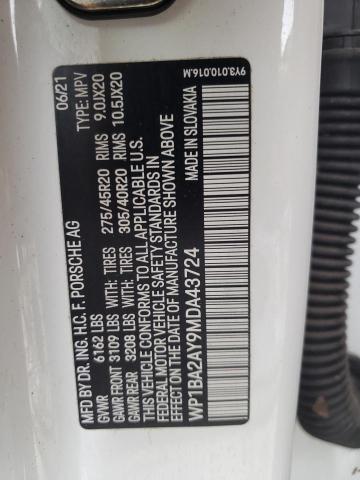 MFD BY DR. ING. H.C. F. PORSCHE AG 06/21
GVWR 6162 LBS TYPE: MPV
GAWR FRONT 3109 LBS WITH: TIRES 275/45R20 RIMS 9.0JX20
GAWR REAR 3208 LBS WITH: TIRES 305/40R20 RIMS 10.5JX20
THIS VEHICLE CONFORMS TO ALL APPLICABLE U.S.
FEDERAL MOTOR VEHICLE SAFETY STANDARDS IN EFFECT
ON THE DATE OF MANUFACTURE SHOWN ABOVE
WP1BA2AY9MDA43724 MADE IN SLOVAKIA
9Y3.010.016.M